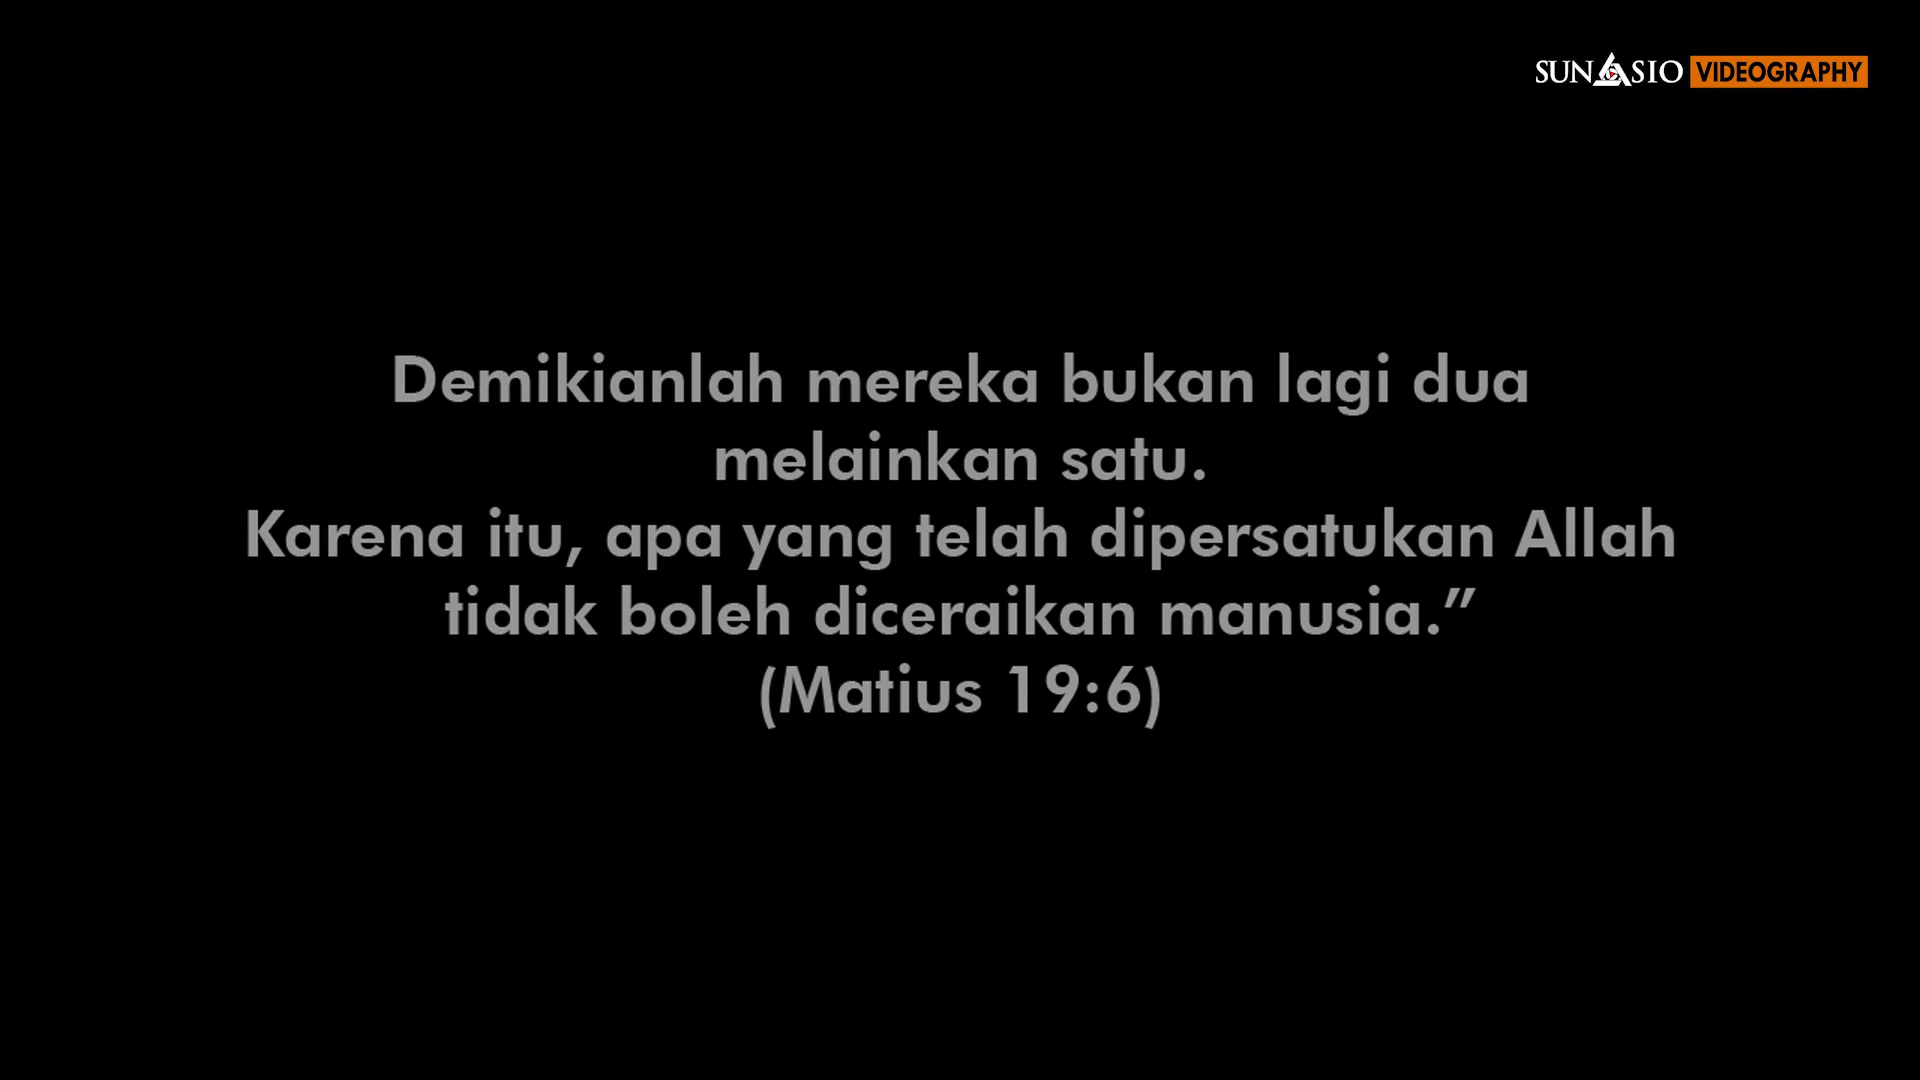 SUNASIO VIDEOGRAPHY
Demikianlah mereka bukan lagi dua
melainkan satu.
Karena itu, apa yang telah dipersatukan Allah
tidak boleh diceraikan manusia.”
(Matius 19:6)